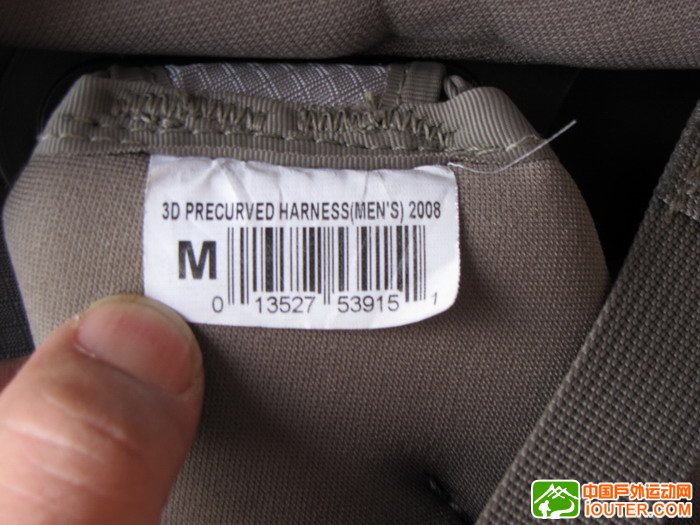 3D PRECURVED HARNESS(MEN'S) 2008
M
0 13527 53915 1
中国户外运动网
iOUTER.COM